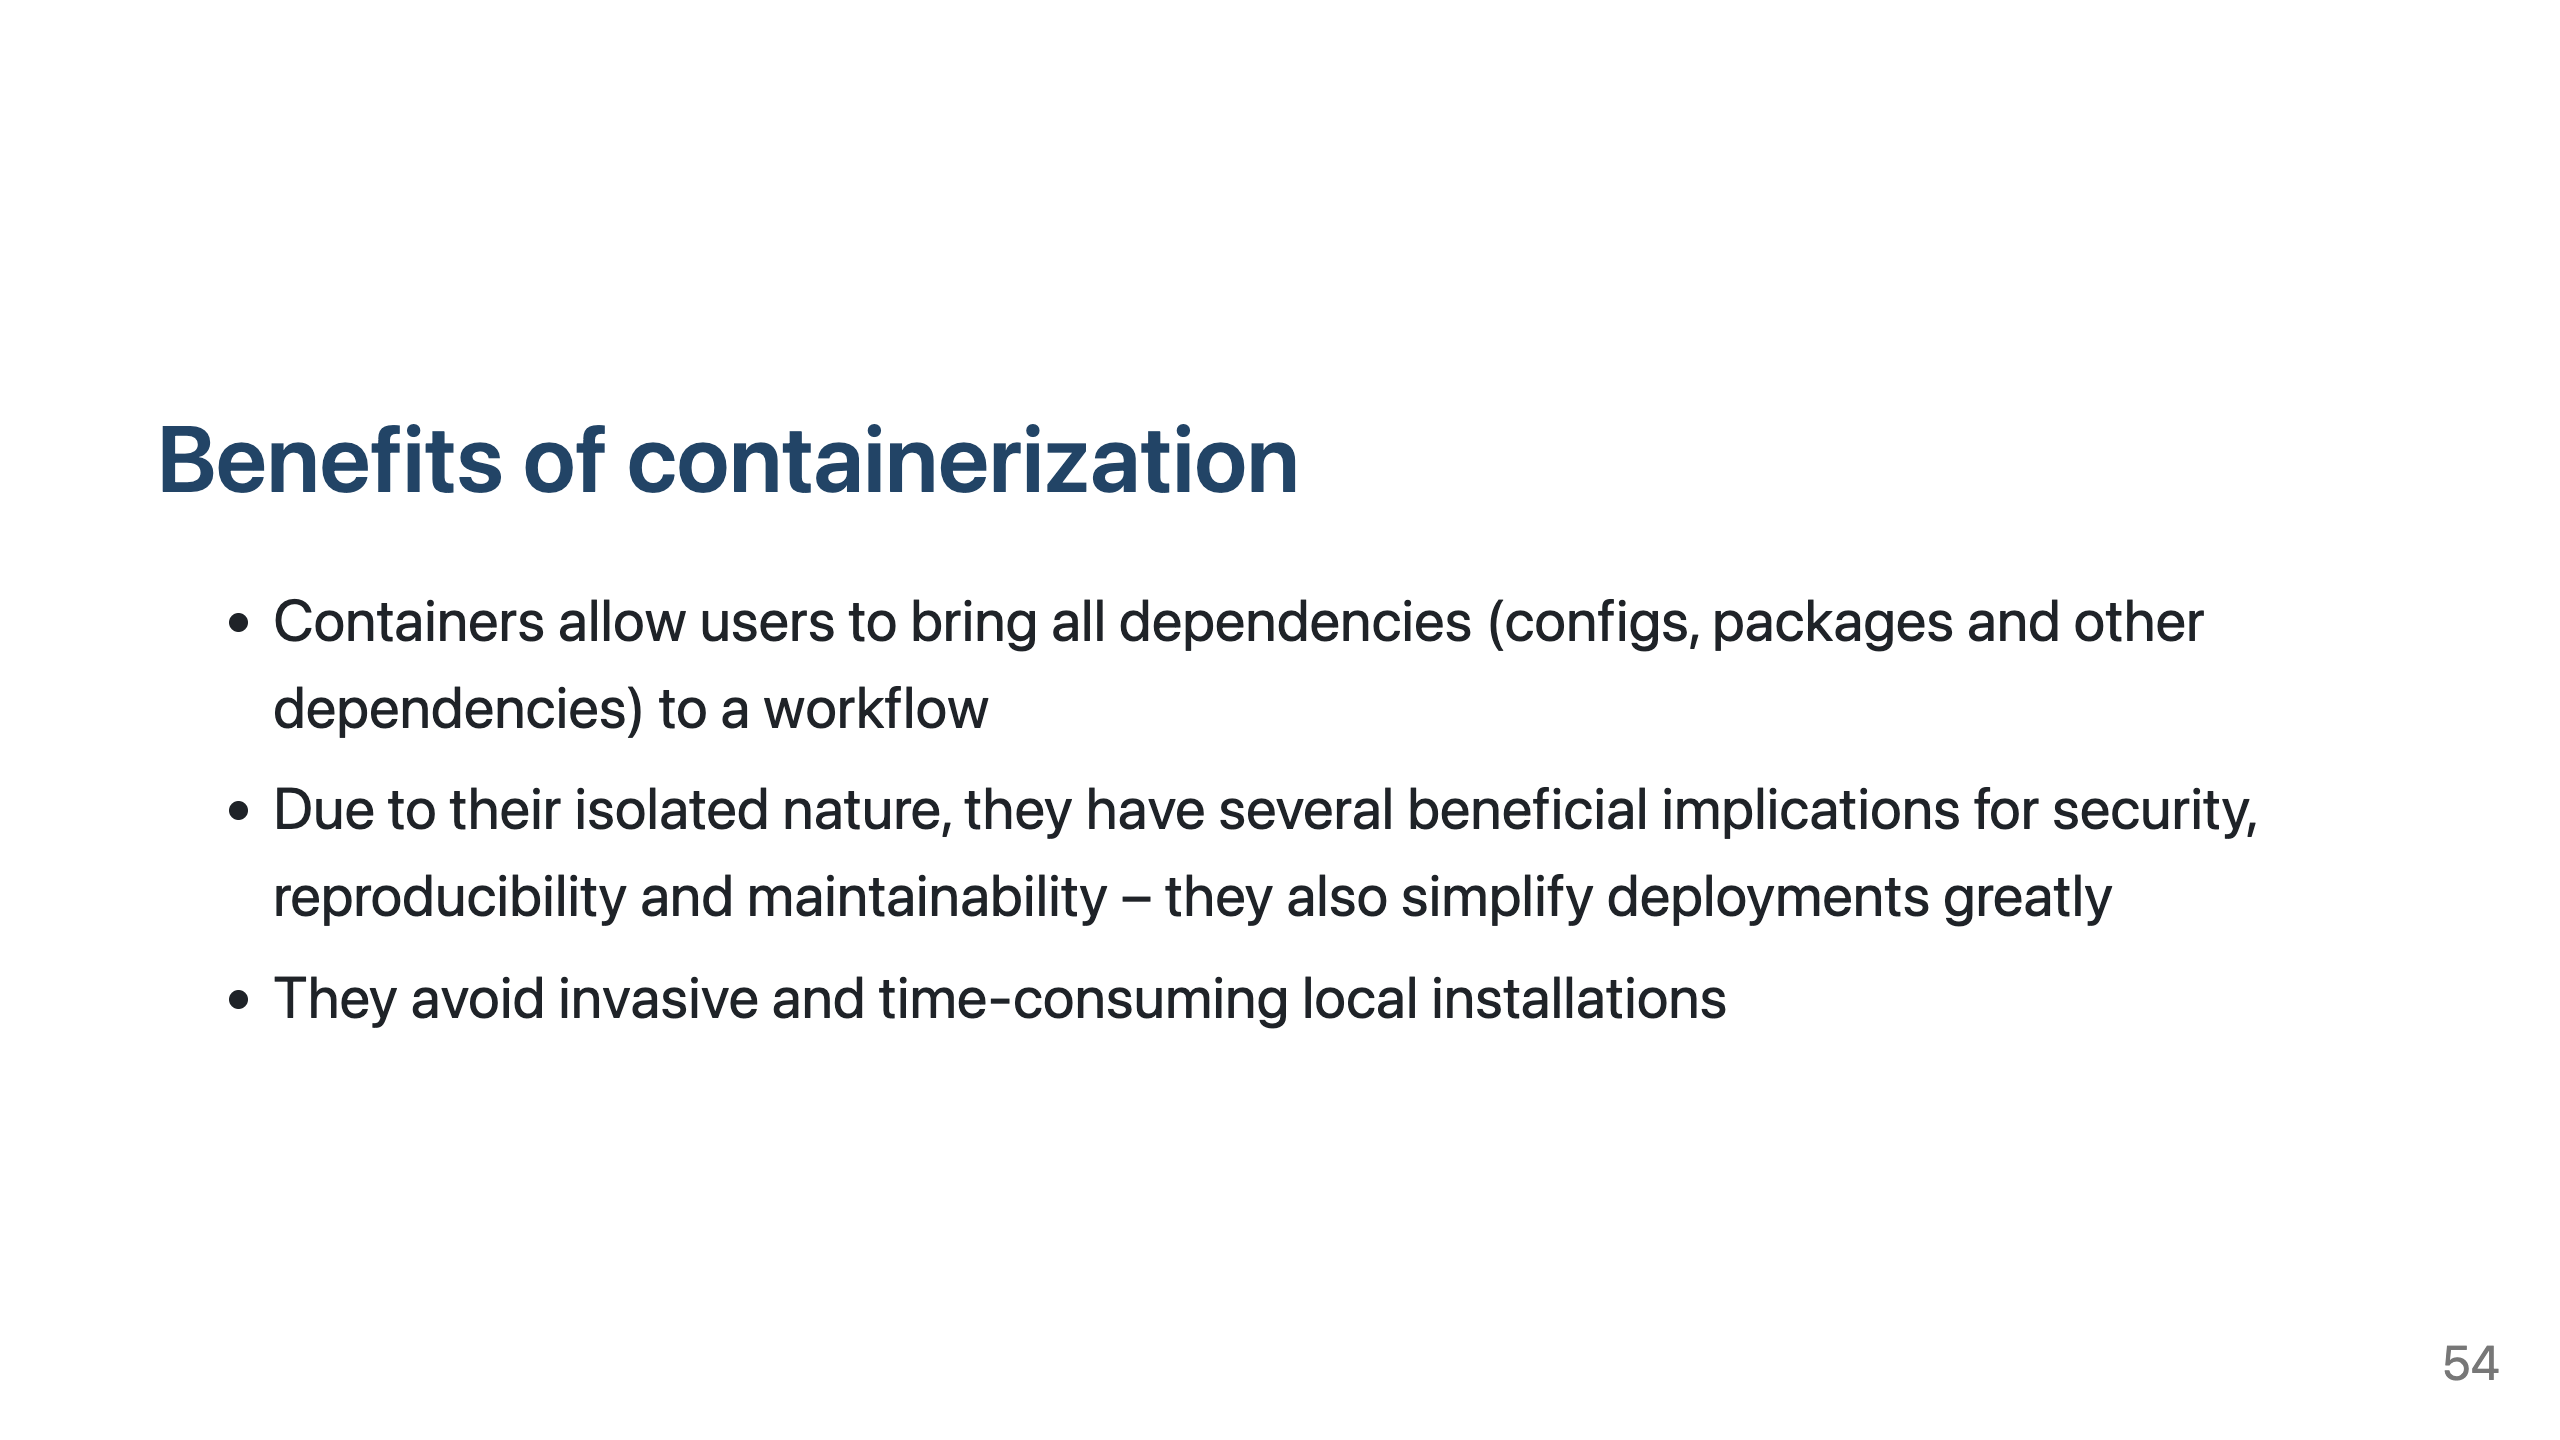 Benefits of containerization
• Containers allow users to bring all dependencies (configs, packages and other
dependencies) to a workflow
• Due to their isolated nature, they have several beneficial implications for security,
reproducibility and maintainability – they also simplify deployments greatly
• They avoid invasive and time-consuming local installations
54